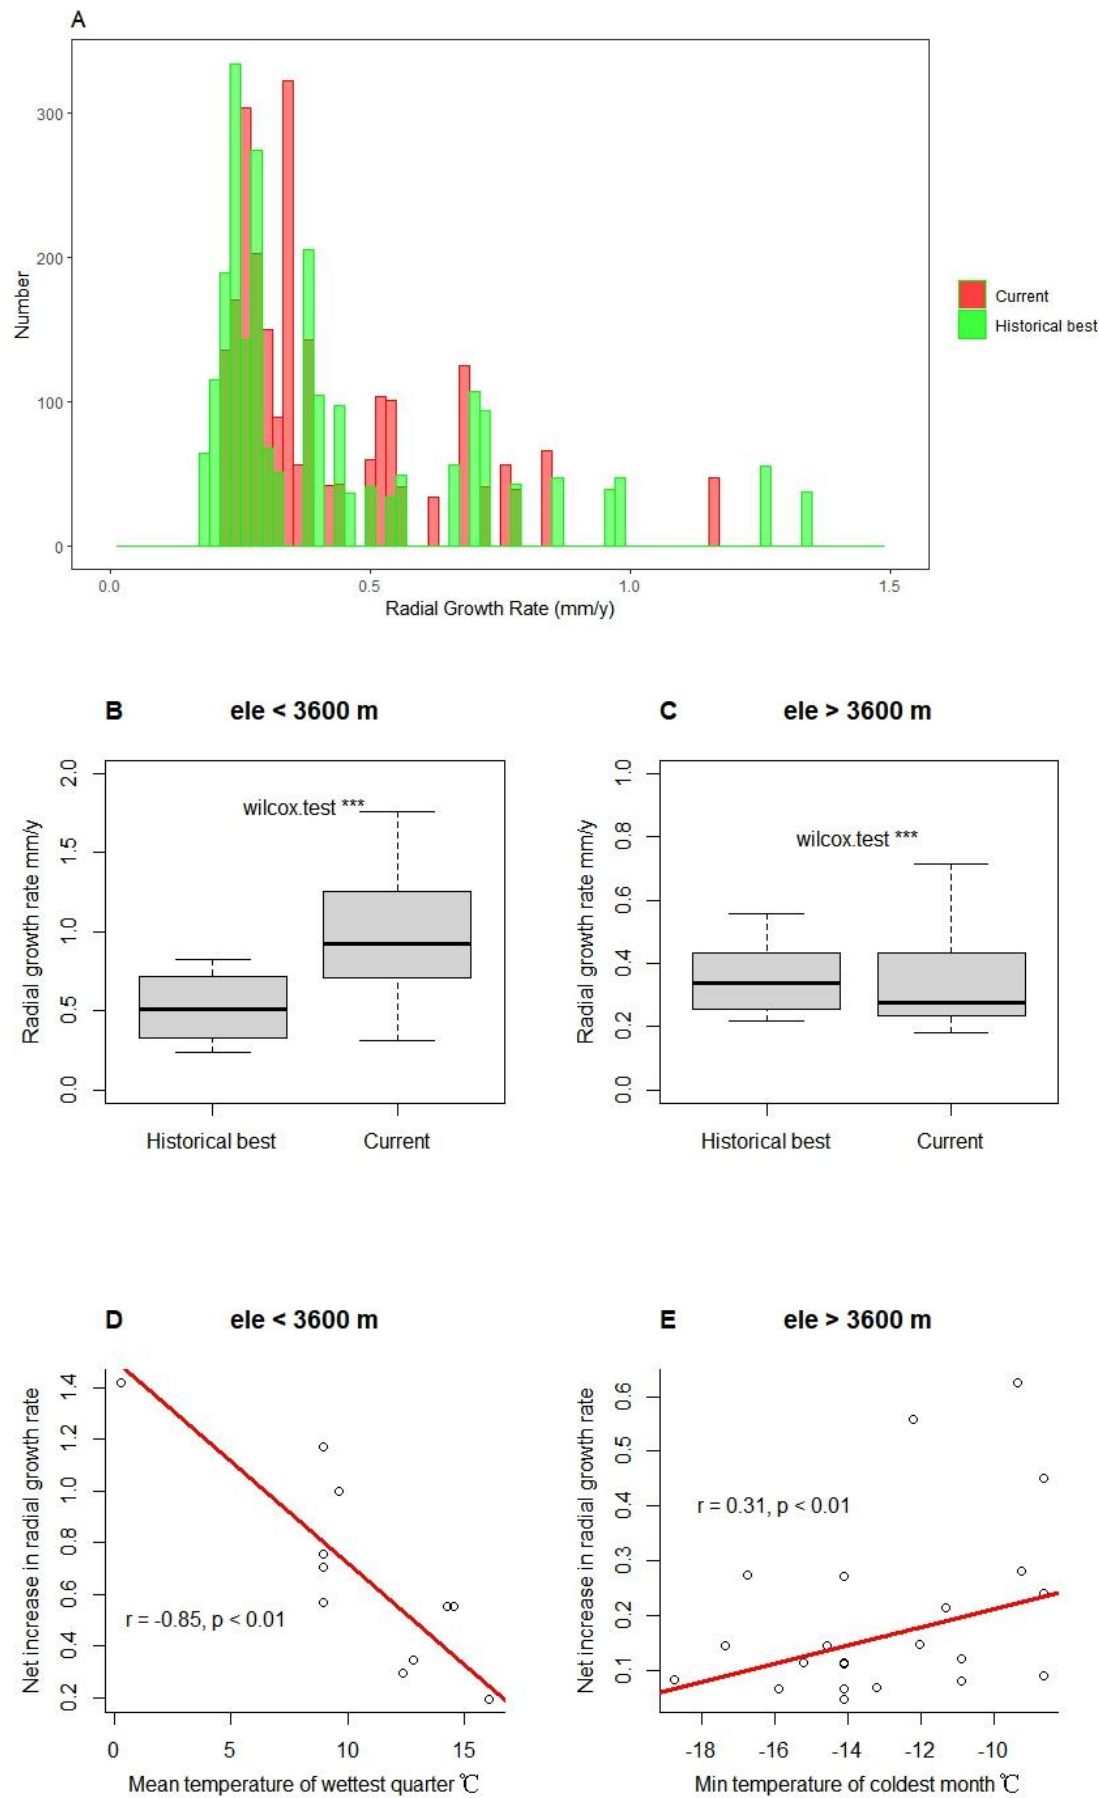 A
Number
300
200
100
0
0.0 0.5 1.0 1.5
Radial Growth Rate (mm/y)
Current
Historical best
B ele < 3600 m
Radial growth rate mm/y
2.0
1.5
1.0
0.5
0.0
wilcox.test ***
Historical best Current
C ele > 3600 m
Radial growth rate mm/y
1.0
0.8
0.6
0.4
0.2
0.0
wilcox.test ***
Historical best Current
D ele < 3600 m
Net increase in radial growth rate
1.4
1.2
1.0
0.8
0.6
0.4
0.2
r = -0.85, p < 0.01
0 5 10 15
Mean temperature of wettest quarter ℃
E ele > 3600 m
Net increase in radial growth rate
0.6
0.5
0.4
0.3
0.2
0.1
r = 0.31, p < 0.01
-18 -16 -14 -12 -10
Min temperature of coldest month ℃